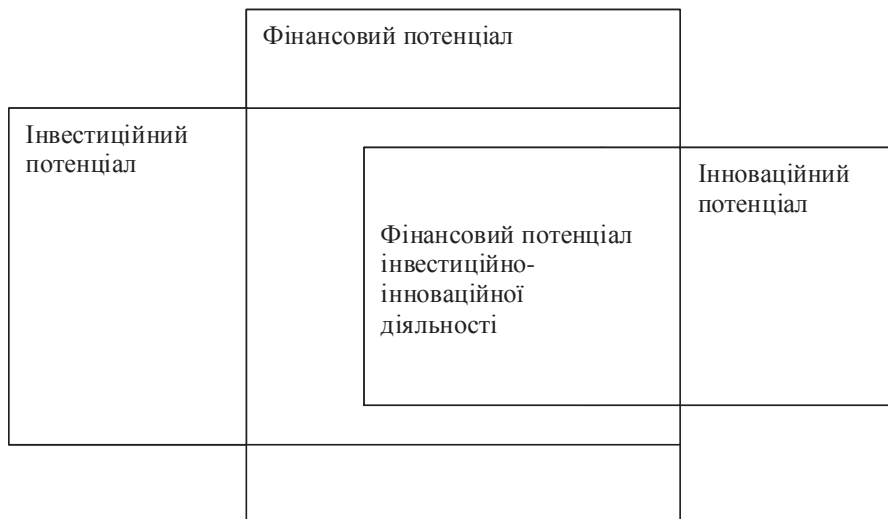 Фінансовий потенціал
Інвестиційний
потенціал
Інноваційний
потенціал
Фінансовий потенціал
інвестиційно-
інноваційної
діяльності